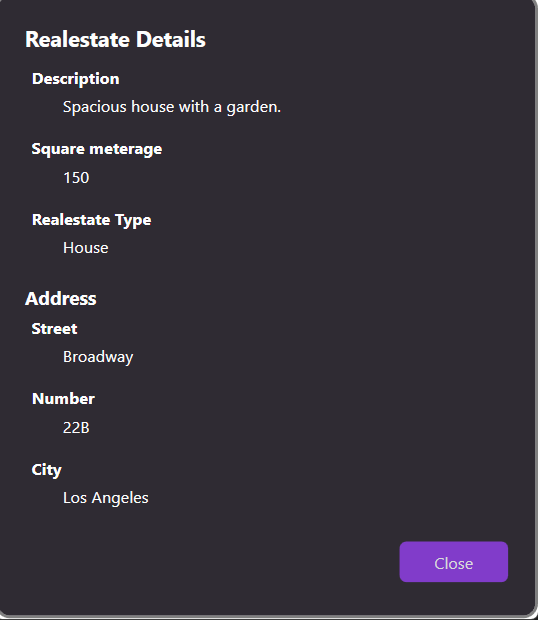 Realestate Details
Description
Spacious house with a garden.
Square meterage
150
Realestate Type
House
Address
Street
Broadway
Number
22B
City
Los Angeles
Close